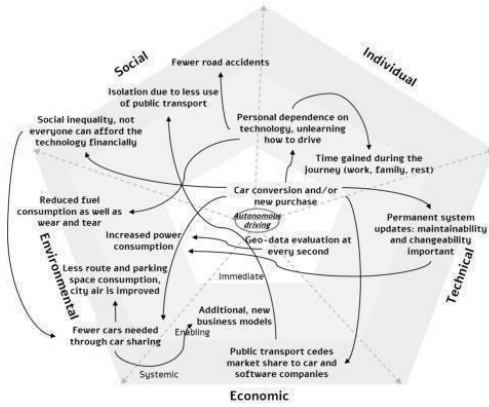 Social
Individual
Fewer road accidents
Isolation due to less use
of public transport
Social inequality, not
everyone can afford the
technology financially
Personal dependence on
technology, unlearning
how to drive
Time gained during the
journey (work, family, rest)
Car conversion and/or
new purchase
Autonomous
driving
Reduced fuel
consumption as well as
wear and tear
Increased power
consumption
Geo-data evaluation at
every second
Permanent system
updates: maintainability
and changeability
important
Environmental
Technical
Less route and parking
space consumption,
city air is improved
Immediate
Additional, new
business models
Fewer cars needed
through car sharing
Enabling
Systemic
Public transport cedes
market share to car and
software companies
Economic